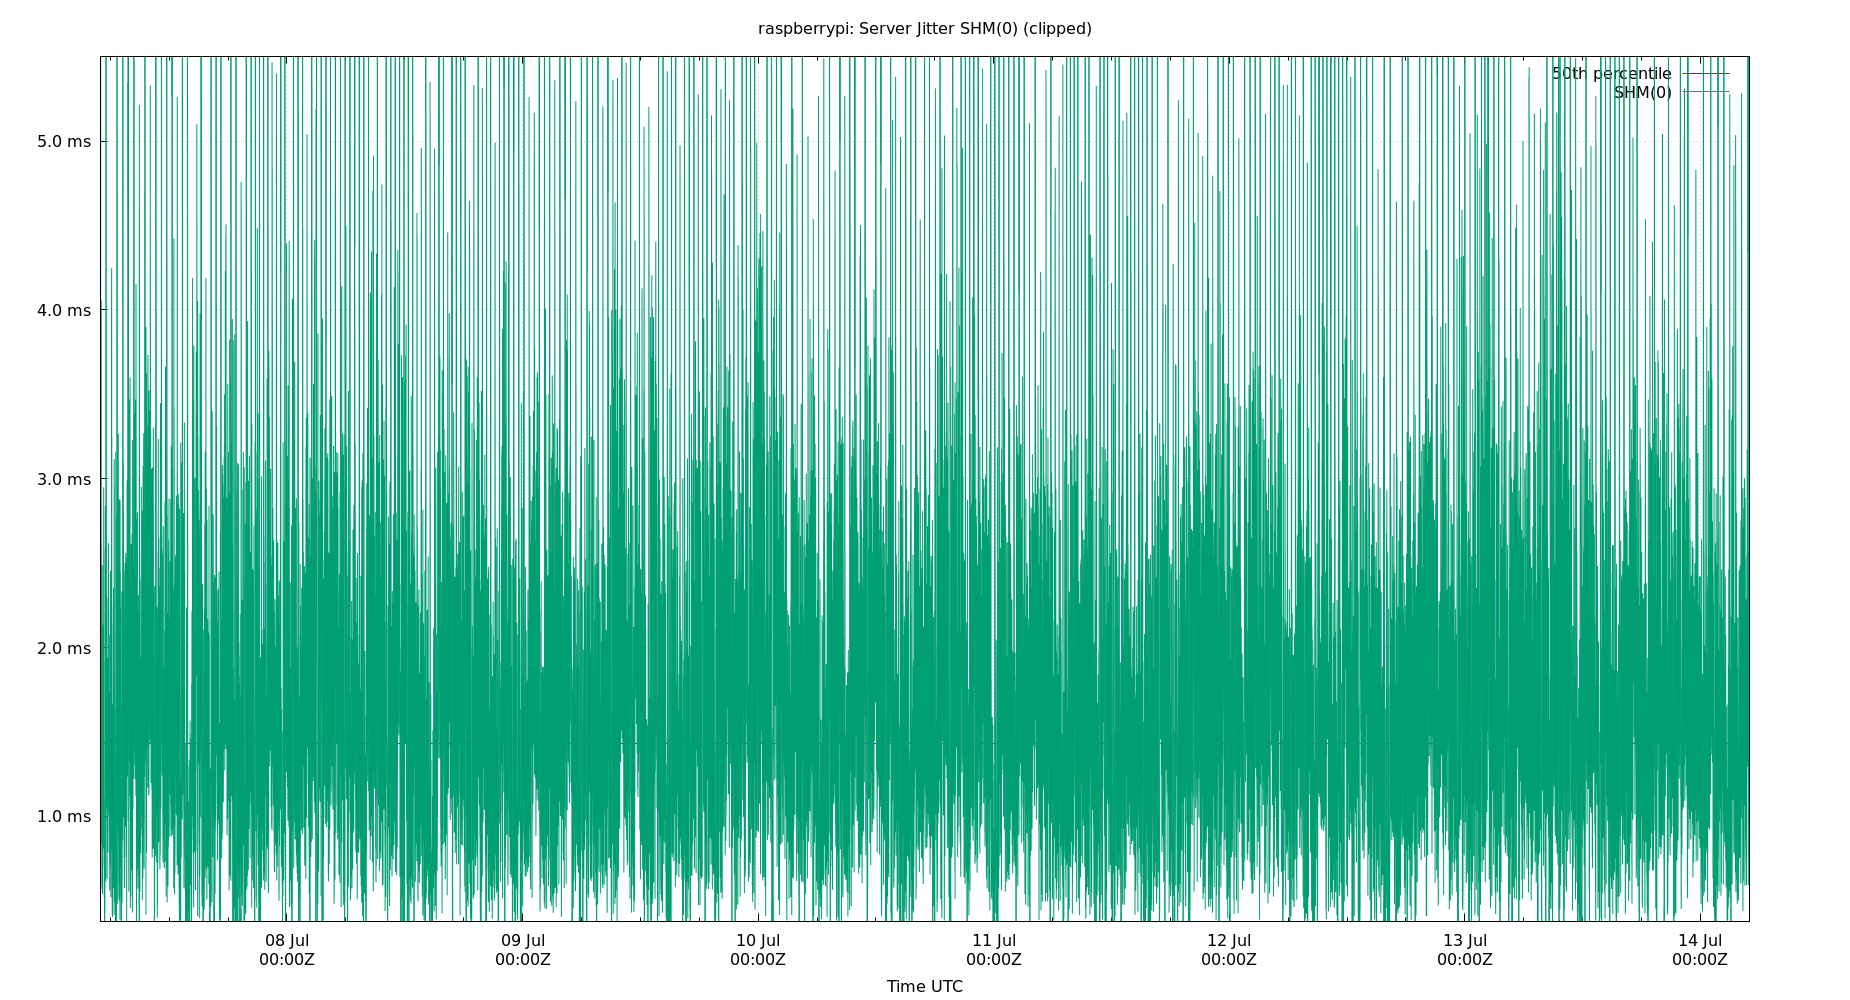 raspberrypi: Server Jitter SHM(0) (clipped)
50th percentile
SHM(0)
5.0 ms
4.0 ms
3.0 ms
2.0 ms
1.0 ms
08 Jul 09 Jul 10 Jul 11 Jul 12 Jul 13 Jul 14 Jul
00:00Z 00:00Z 00:00Z 00:00Z 00:00Z 00:00Z 00:00Z
Time UTC